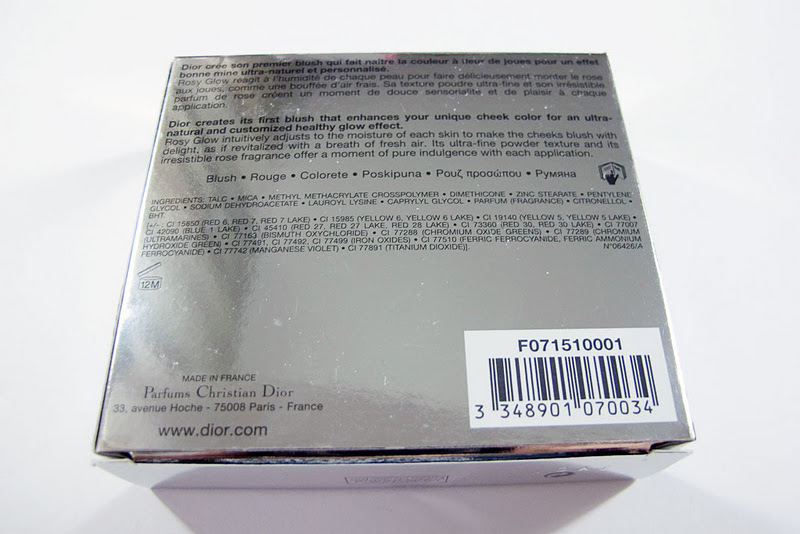 Dior crée son premier blush qui fait naître la couleur à fleur de joues pour un effet
bonne mine ultra-naturel et personnalisé.
Rosy Glow réagit à l'humidité de chaque peau pour faire délicieusement monter le rose
aux joues, comme une bouffée d'air frais. Sa texture poudre ultra-fine et son irrésistible
parfum de rose créent un moment de douce sensorialité et de plaisir à chaque
application.
Dior creates its first blush that enhances your unique cheek color for an ultra-
natural and customized healthy glow effect.
Rosy Glow intuitively adjusts to the moisture of each skin to make the cheeks blush with
delight, as if revitalized with a breath of fresh air. Its ultra-fine powder texture and its
irresistible rose fragrance offer a moment of pure indulgence with each application.
Blush • Rouge • Colorete • Poskipuna • Ρουζ προσώπου • Румяна
INGREDIENTS: TALC • MICA • METHYL METHACRYLATE CROSSPOLYMER • DIMETHICONE • ZINC STEARATE • PENTYLENE
GLYCOL • SODIUM DEHYDROACETATE • LAUROYL LYSINE • CAPRYLYL GLYCOL • PARFUM (FRAGRANCE) • CITRONELLOL •
BHT
[+/- : CI 15850 (RED 6, RED 7, RED 7 LAKE) • CI 15985 (YELLOW 6, YELLOW 6 LAKE) • CI 19140 (YELLOW 5, YELLOW 5 LAKE) •
CI 42090 (BLUE 1 LAKE) • CI 45410 (RED 27, RED 27 LAKE, RED 28 LAKE) • CI 73360 (RED 30, RED 30 LAKE) • CI 77007
(ULTRAMARINES) • CI 77163 (BISMUTH OXYCHLORIDE) • CI 77288 (CHROMIUM OXIDE GREENS) • CI 77289 (CHROMIUM
HYDROXIDE GREEN) • CI 77491, CI 77492, CI 77499 (IRON OXIDES) • CI 77510 (FERRIC FERROCYANIDE, FERRIC AMMONIUM
FERROCYANIDE) • CI 77742 (MANGANESE VIOLET) • CI 77891 (TITANIUM DIOXIDE)]. N°06426/A
12M
F071510001
3 348901 070034
MADE IN FRANCE
Parfums Christian Dior
33, avenue Hoche - 75008 Paris - France
www.dior.com